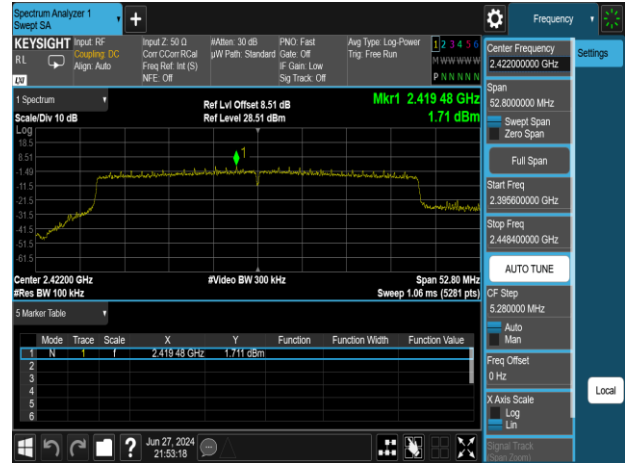 Spectrum Analyzer 1
Swept SA
Frequency
KEYSIGHT
RL
LXI
Input: RF
Coupling: DC
Align: Auto
Input Z: 50 Ω
Corr CCorr RCal
Freq Ref: Int (S)
NFE: Off
#Atten: 30 dB
µW Path: Standard
PNO: Fast
Gate: Off
IF Gain: Low
Sig Track: Off
Avg Type: Log-Power
Trig: Free Run
1 2 3 4 5 6
M W W W W W
P N N N N N
1 Spectrum
Scale/Div 10 dB
Ref Lvl Offset 8.51 dB
Ref Level 28.51 dBm
Mkr1 2.419 48 GHz
1.71 dBm
Log
18.5
8.51
-1.49
-11.5
-21.5
-31.5
-41.5
-51.5
-61.5
1
Center 2.42200 GHz
#Res BW 100 kHz
#Video BW 300 kHz
Span 52.80 MHz
Sweep 1.06 ms (5281 pts)
5 Marker Table
Mode Trace Scale X Y Function Function Width Function Value
1 N 1 f 2.419 48 GHz 1.711 dBm
2
3
4
5
6
Jun 27, 2024
21:53:18
Center Frequency
2.422000000 GHz
Span
52.8000000 MHz
Swept Span
Zero Span
Full Span
Start Freq
2.395600000 GHz
Stop Freq
2.448400000 GHz
AUTO TUNE
CF Step
5.280000 MHz
Auto
Man
Freq Offset
0 Hz
X Axis Scale
Log
Lin
Signal Track
(Span Zoom)
Settings
Local